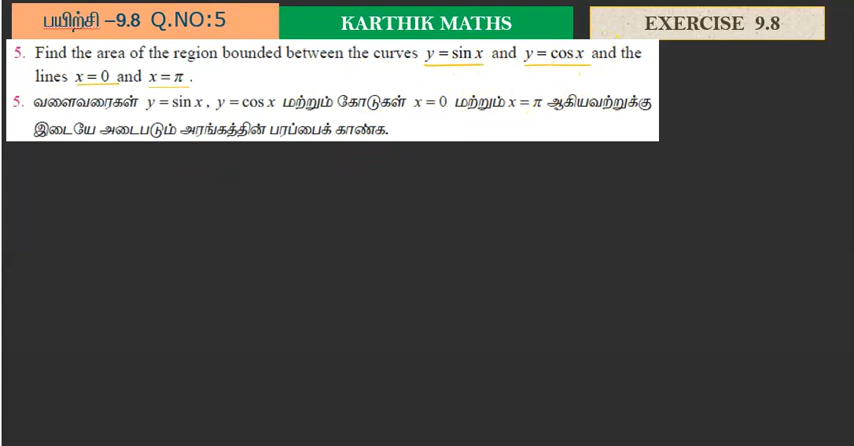 பயிற்சி –9.8 Q.NO:5
KARTHIK MATHS
EXERCISE 9.8
5. Find the area of the region bounded between the curves y = sin x and y = cos x and the
lines x = 0 and x = π .
5. வளைவரைகள் y = sin x , y = cos x மற்றும் கோடுகள் x = 0 மற்றும் x = π ஆகியவற்றுக்கு
இடையே அடைபடும் அரங்கத்தின் பரப்பைக் காண்க.